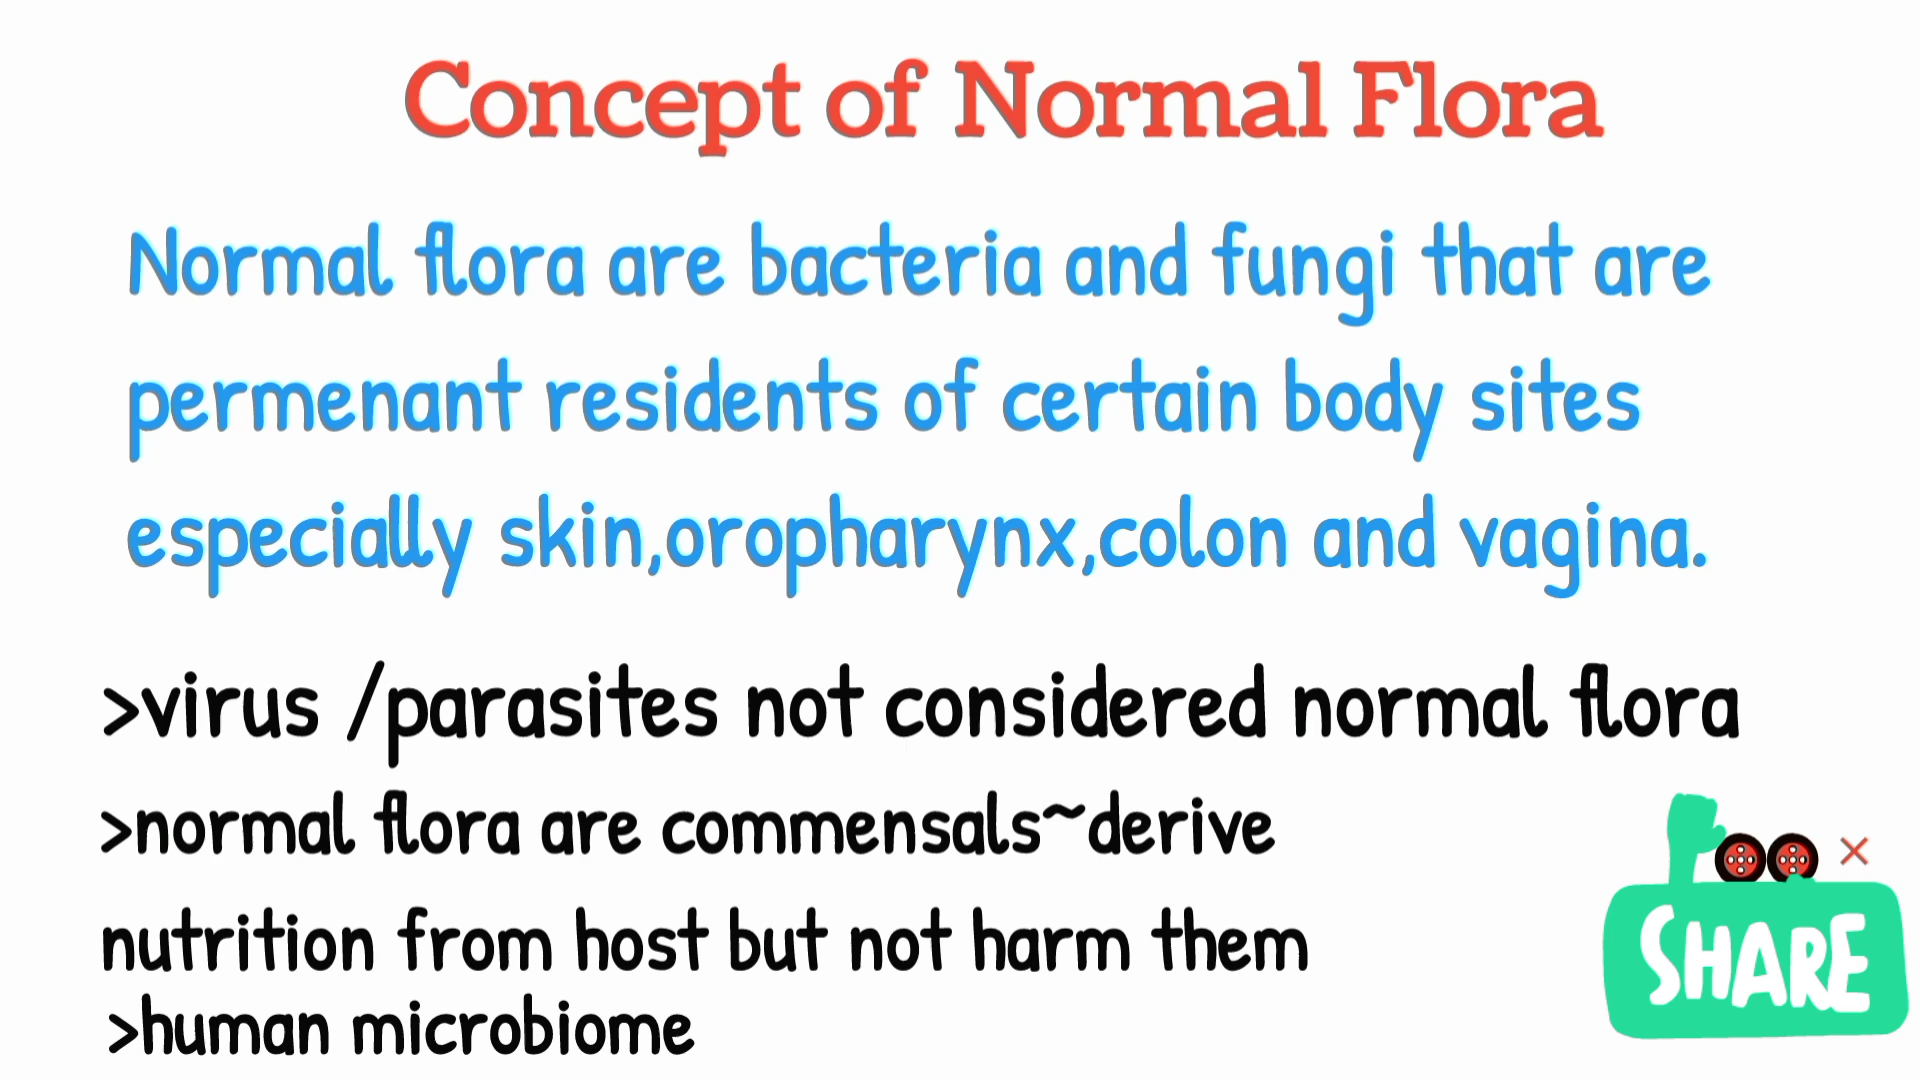 Concept of Normal Flora
Normal flora are bacteria and fungi that are
permenant residents of certain body sites
especially skin,oropharynx,colon and vagina.
>virus /parasites not considered normal flora
>normal flora are commensals~derive
nutrition from host but not harm them
>human microbiome
SHARE